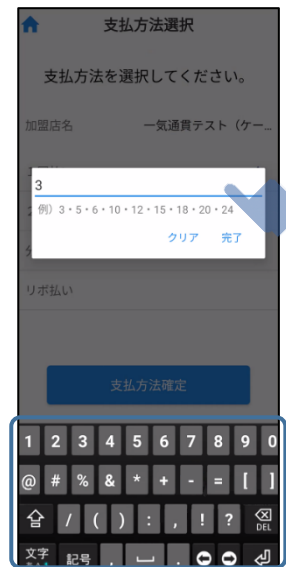 支払方法選択
支払方法を選択してください。
加盟店名 一気通貫テスト（ケー...
3
例）3・5・6・10・12・15・18・20・24
クリア 完了
リボ払い
支払方法確定
1 2 3 4 5 6 7 8 9 0
@ # % & * + - = [ ]
/ ( ) : , ! ? DEL
文字 記号 . .